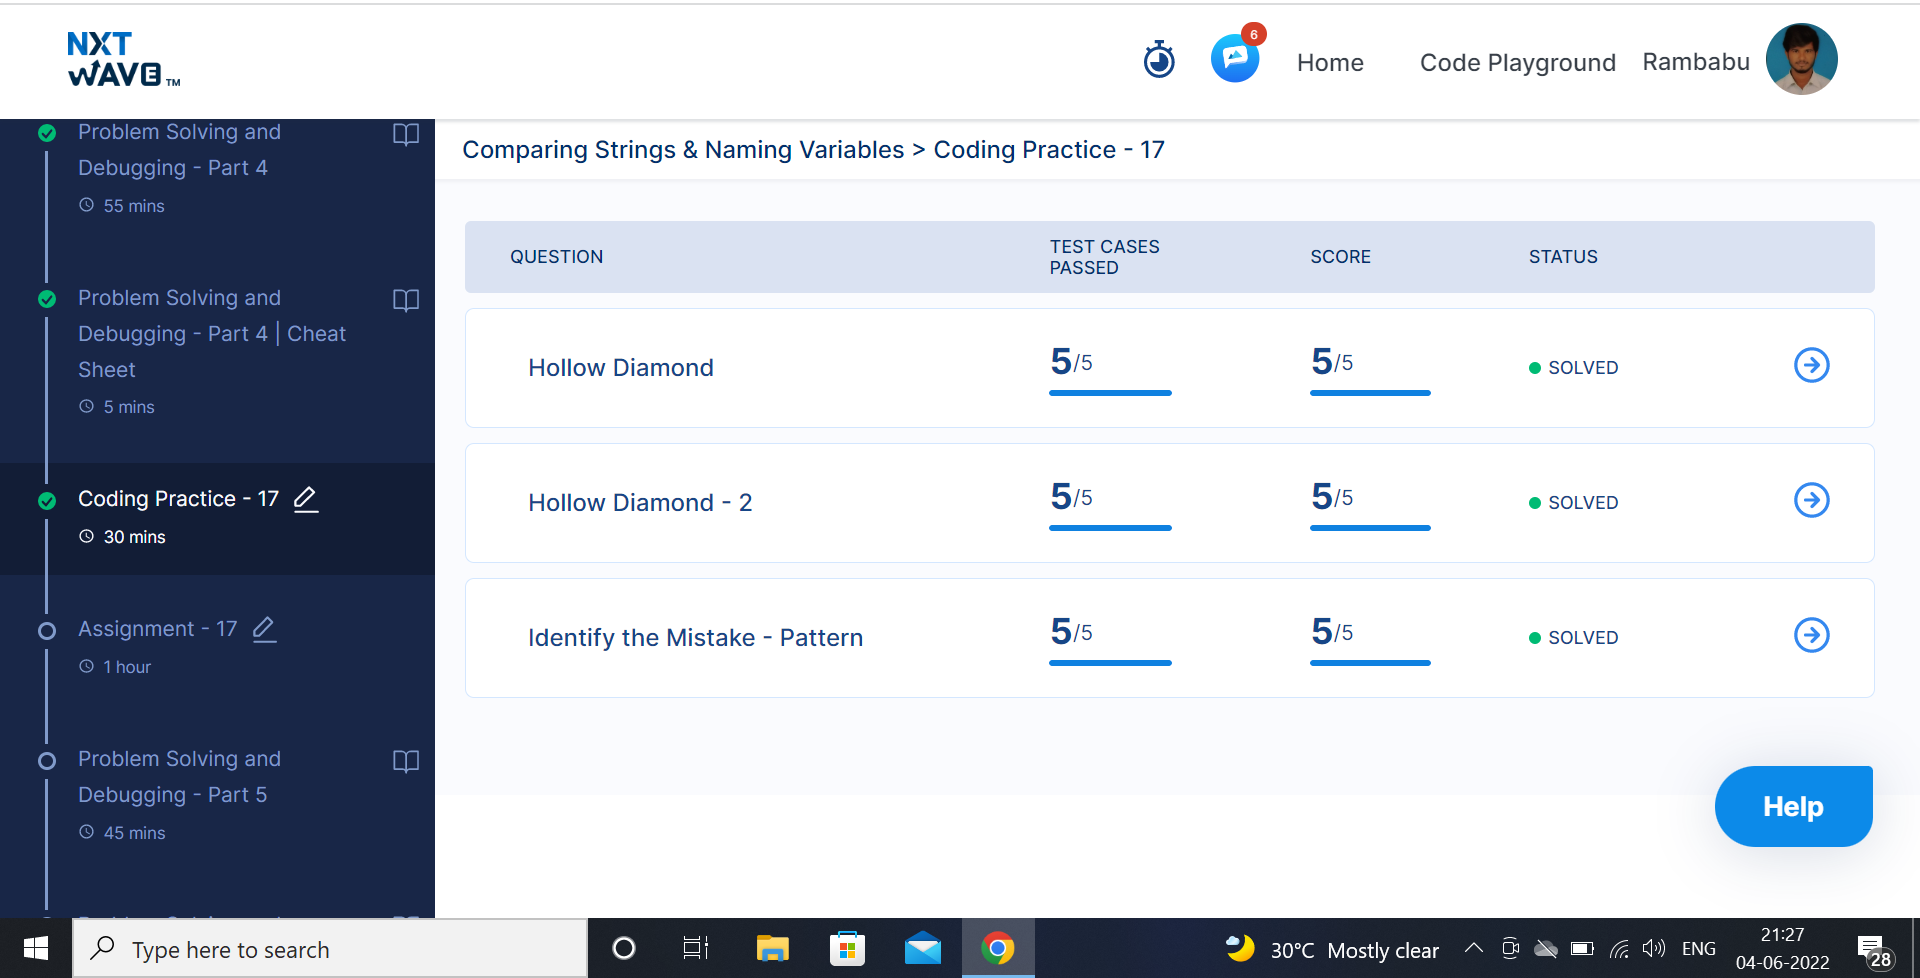 NXT
WAVE TM
6
Home
Code Playground
Rambabu
Problem Solving and
Debugging - Part 4
55 mins
Problem Solving and
Debugging - Part 4 | Cheat
Sheet
5 mins
Coding Practice - 17
30 mins
Assignment - 17
1 hour
Problem Solving and
Debugging - Part 5
45 mins
Comparing Strings & Naming Variables > Coding Practice - 17
QUESTION
TEST CASES
PASSED
SCORE
STATUS
Hollow Diamond
5/5
5/5
SOLVED
Hollow Diamond - 2
5/5
5/5
SOLVED
Identify the Mistake - Pattern
5/5
5/5
SOLVED
Help
Type here to search
30°C Mostly clear
ENG
21:27
04-06-2022
28